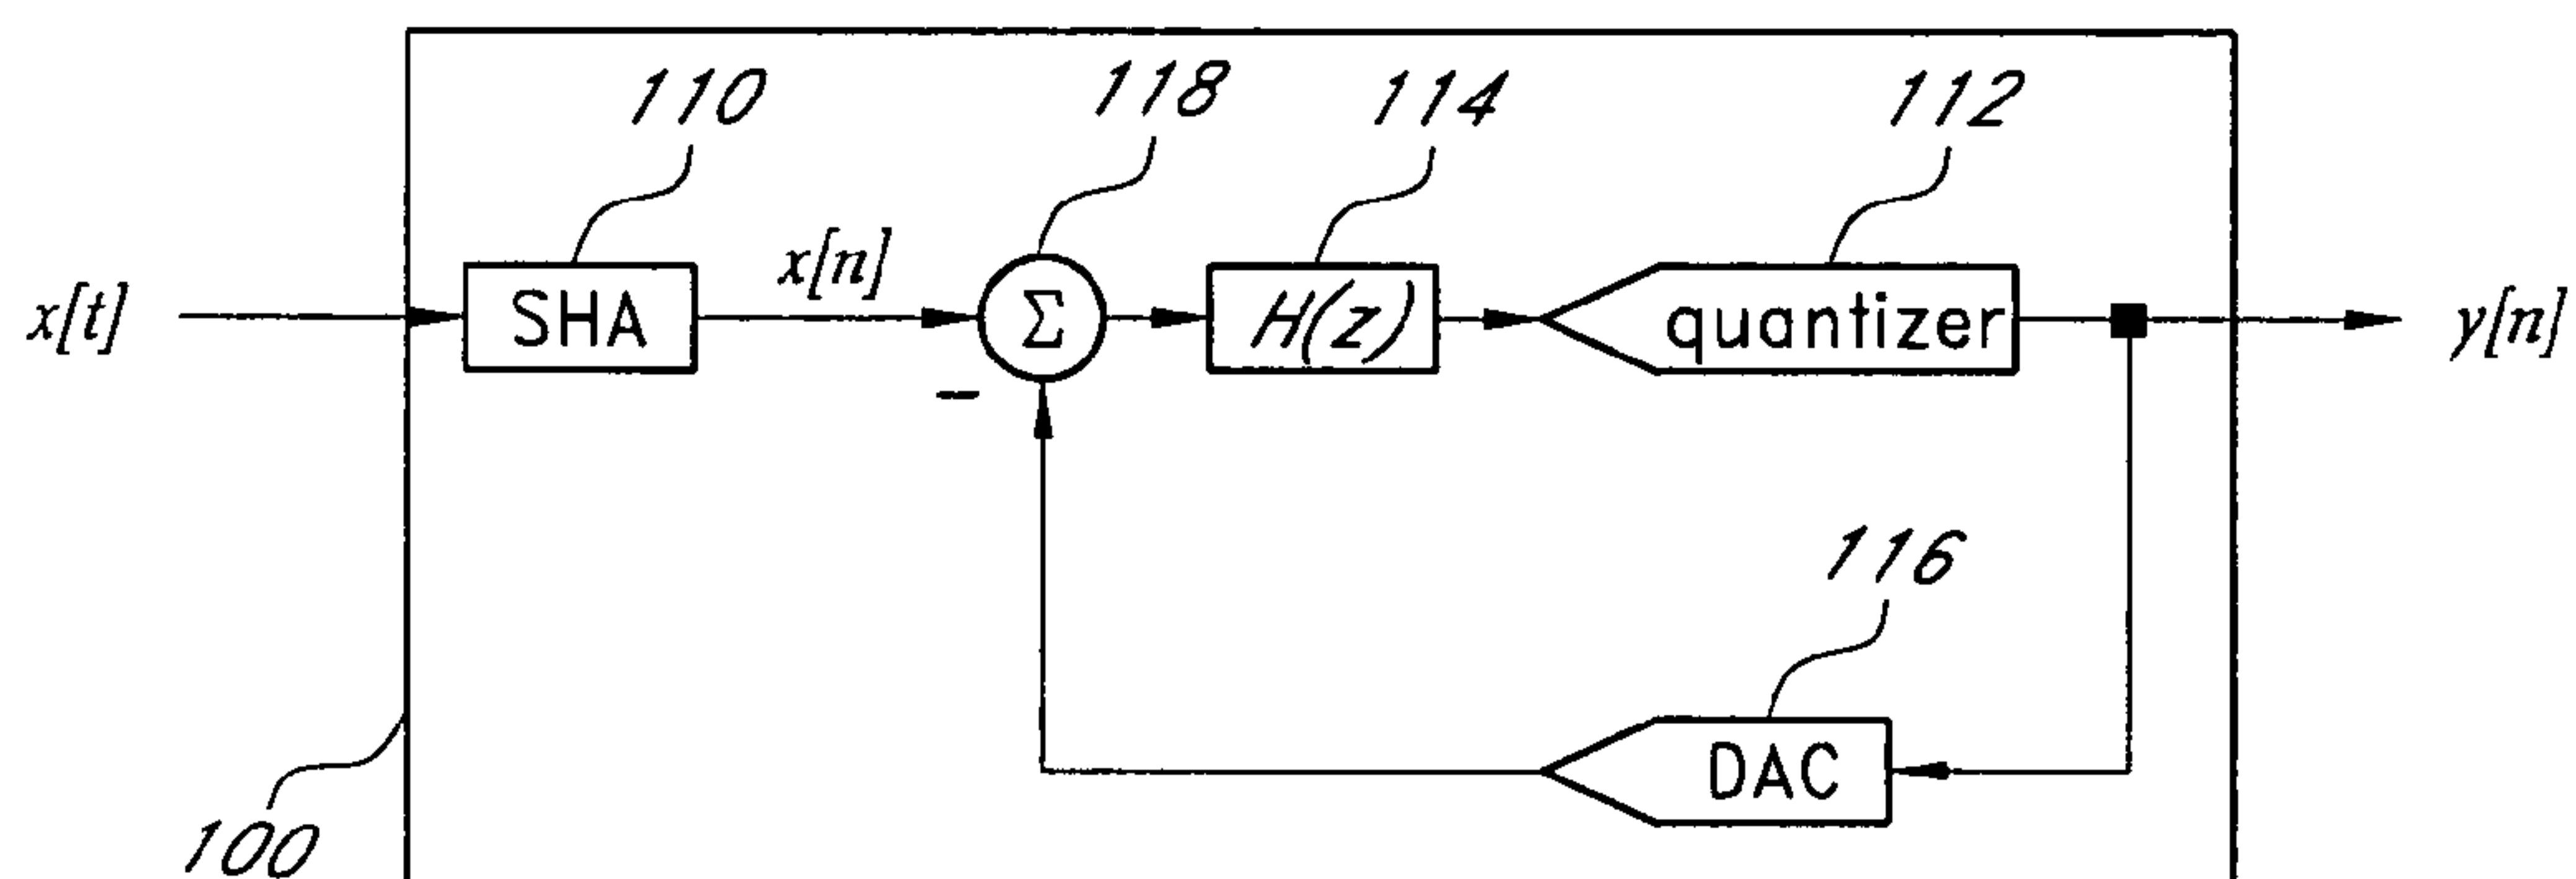 110 118 114 112
x[t] SHA x[n] Σ H(z) quantizer y[n]
-
116
DAC
100